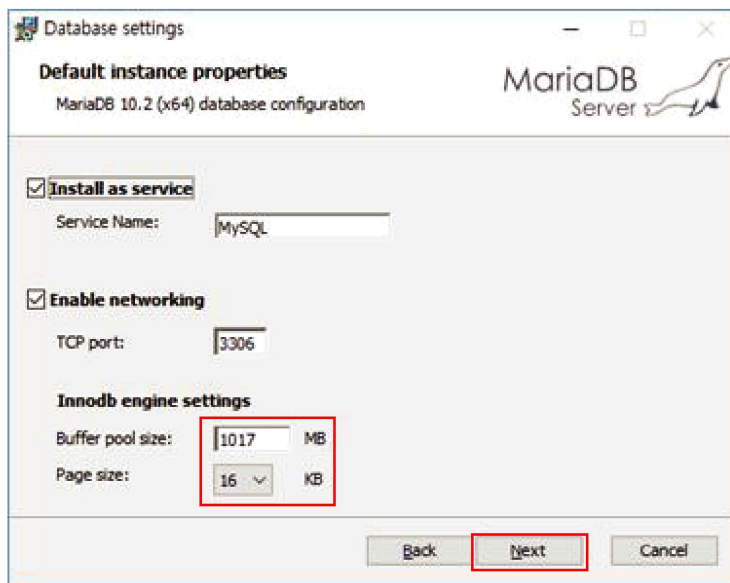 Database settings
Default instance properties
MariaDB 10.2 (x64) database configuration
MariaDB
Server
Install as service
Service Name: MySQL
Enable networking
TCP port: 3306
Innodb engine settings
Buffer pool size: 1017 MB
Page size: 16 KB
Back Next Cancel